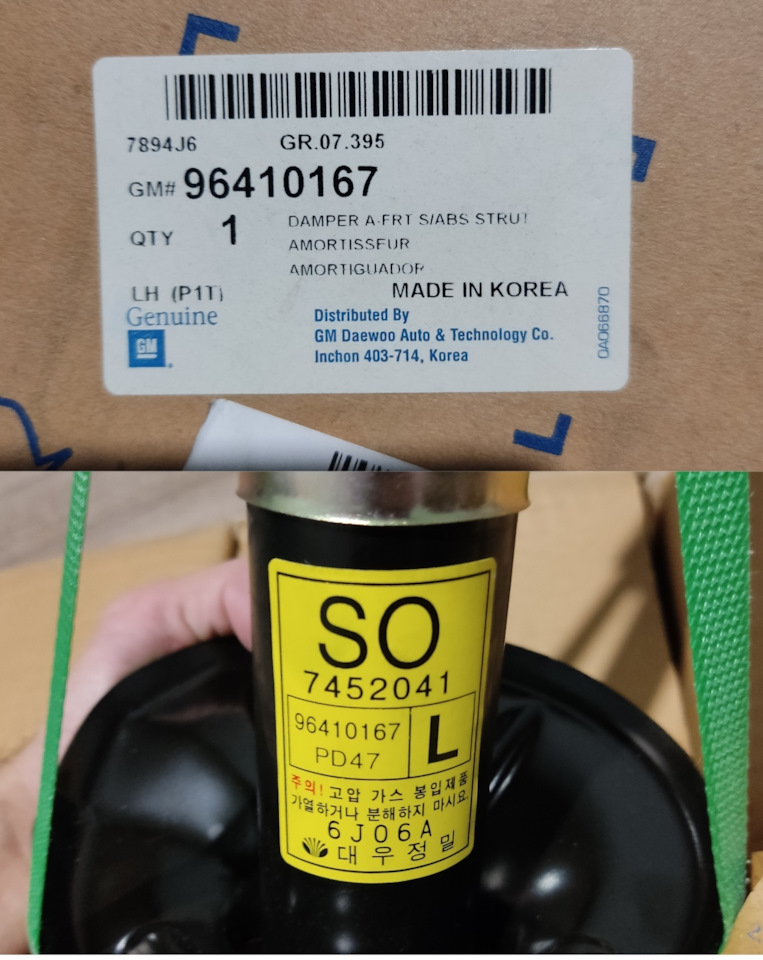 7894J6 GR.07.395
GM# 96410167
QTY 1 DAMPER A-FRT S/ABS STRUT
AMORTISSEUR
AMORTIGUADOR
LH (P1T) MADE IN KOREA
Genuine
GM
Distributed By
GM Daewoo Auto & Technology Co.
Inchon 403-714, Korea
0A066870
SO
7452041
96410167 L
PD47
주의! 고압 가스 봉입제품
가열하거나 분해하지 마시요.
6J06A
대우정밀